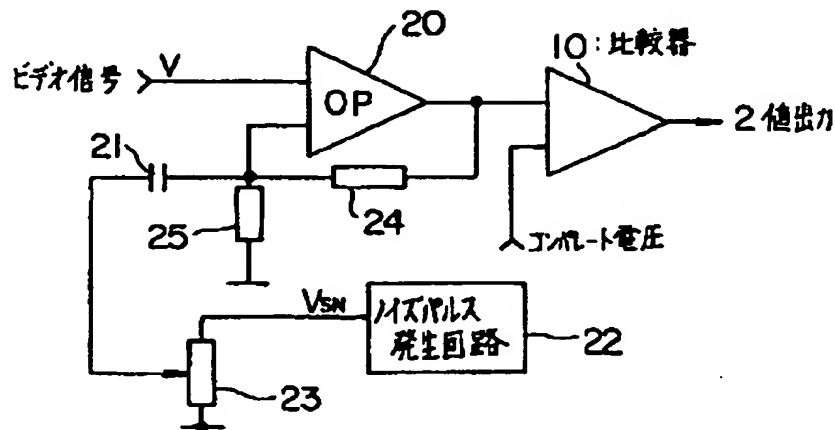 20
10:比較器
ビデオ信号
V
OP
2値出力
21
24
25
コンパレート電圧
VSN
ノイズパルス
発生回路
22
23